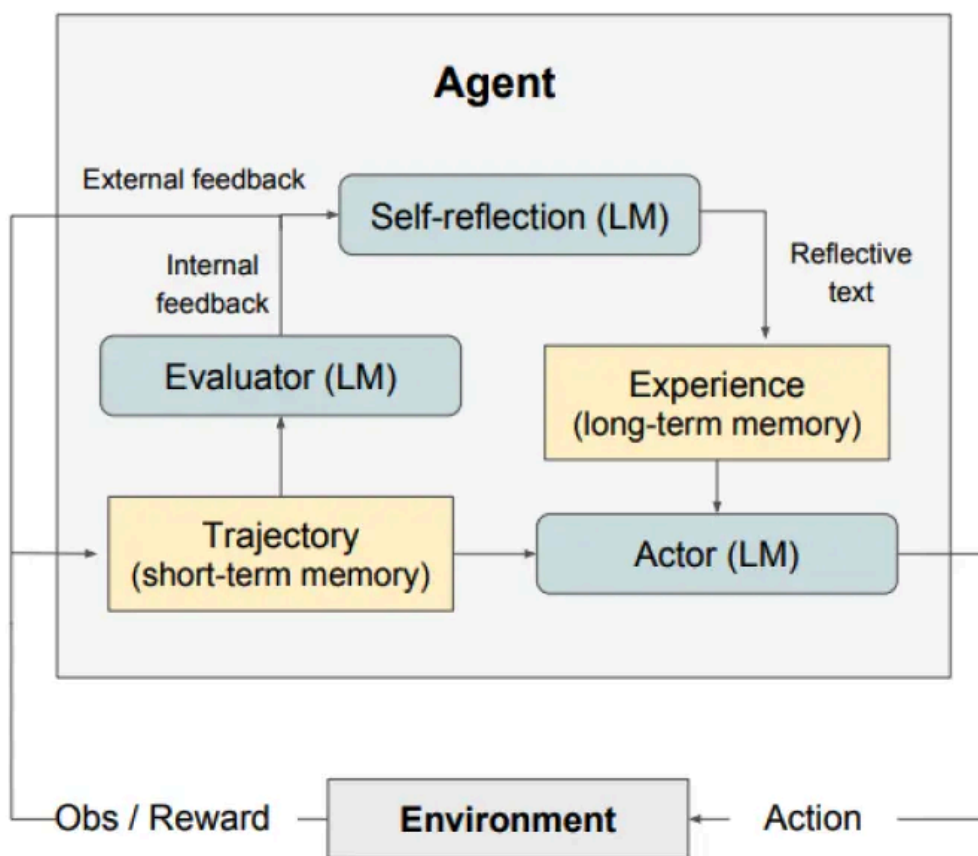 Agent
External feedback
Self-reflection (LM)
Internal
feedback
Reflective
text
Evaluator (LM)
Experience
(long-term memory)
Trajectory
(short-term memory)
Actor (LM)
Obs / Reward
Environment
Action